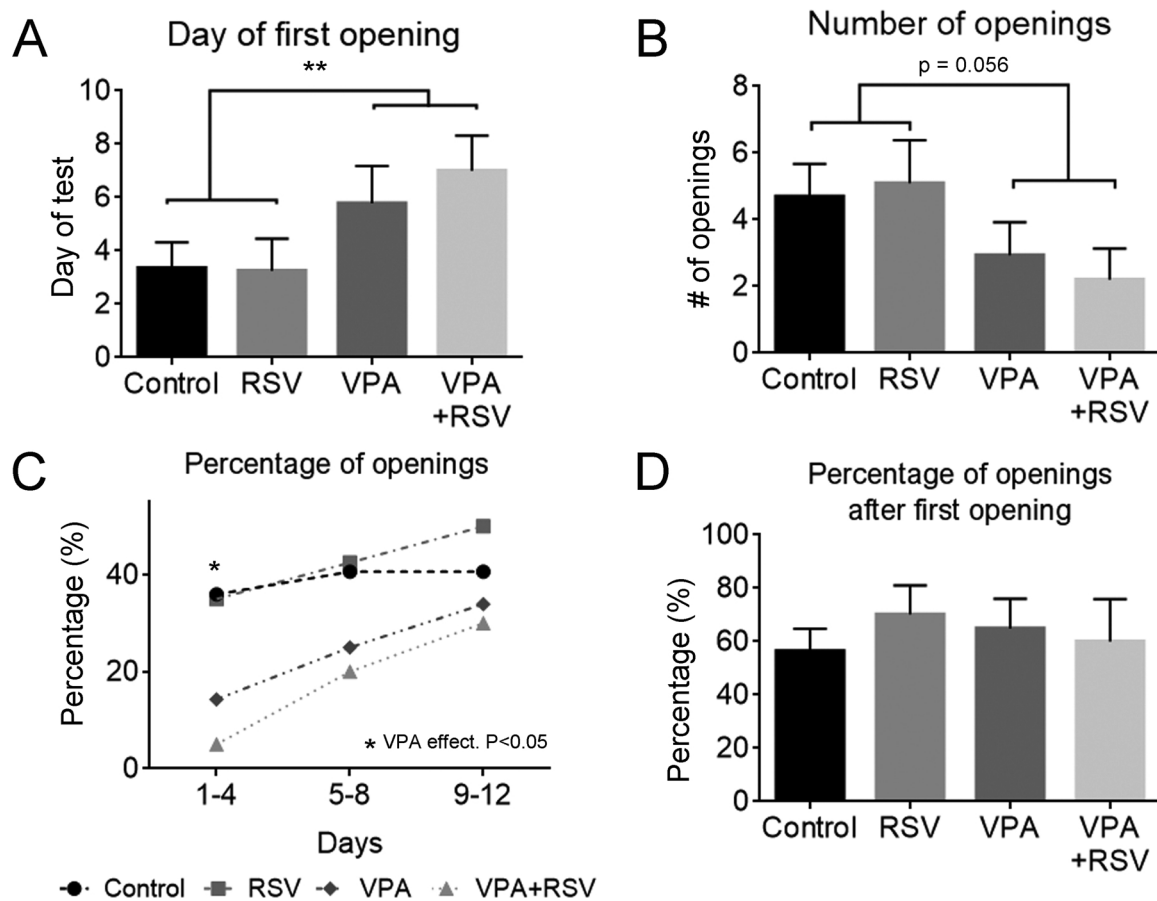 A
Day of first opening
**
Day of test
10
8
6
4
2
0
Control
RSV
VPA
VPA
+RSV
B
Number of openings
p = 0.056
# of openings
8
6
4
2
0
Control
RSV
VPA
VPA
+RSV
C
Percentage of openings
Percentage (%)
40
20
0
*
* VPA effect. P<0.05
1-4
5-8
9-12
Days
Control
RSV
VPA
VPA+RSV
D
Percentage of openings
after first opening
Percentage (%)
100
80
60
40
20
0
Control
RSV
VPA
VPA
+RSV